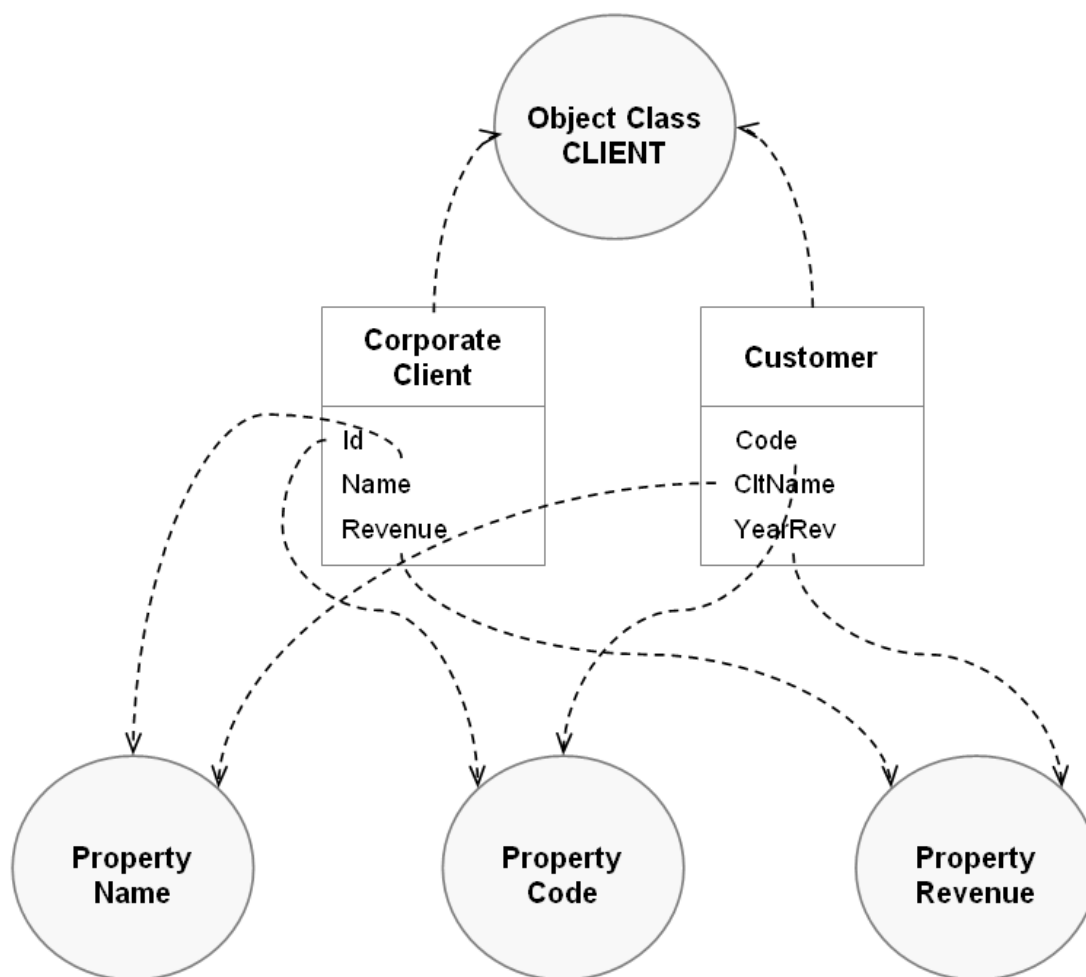 Object Class
CLIENT
Corporate
Client
Id
Name
Revenue
Customer
Code
CltName
YearRev
Property
Name
Property
Code
Property
Revenue